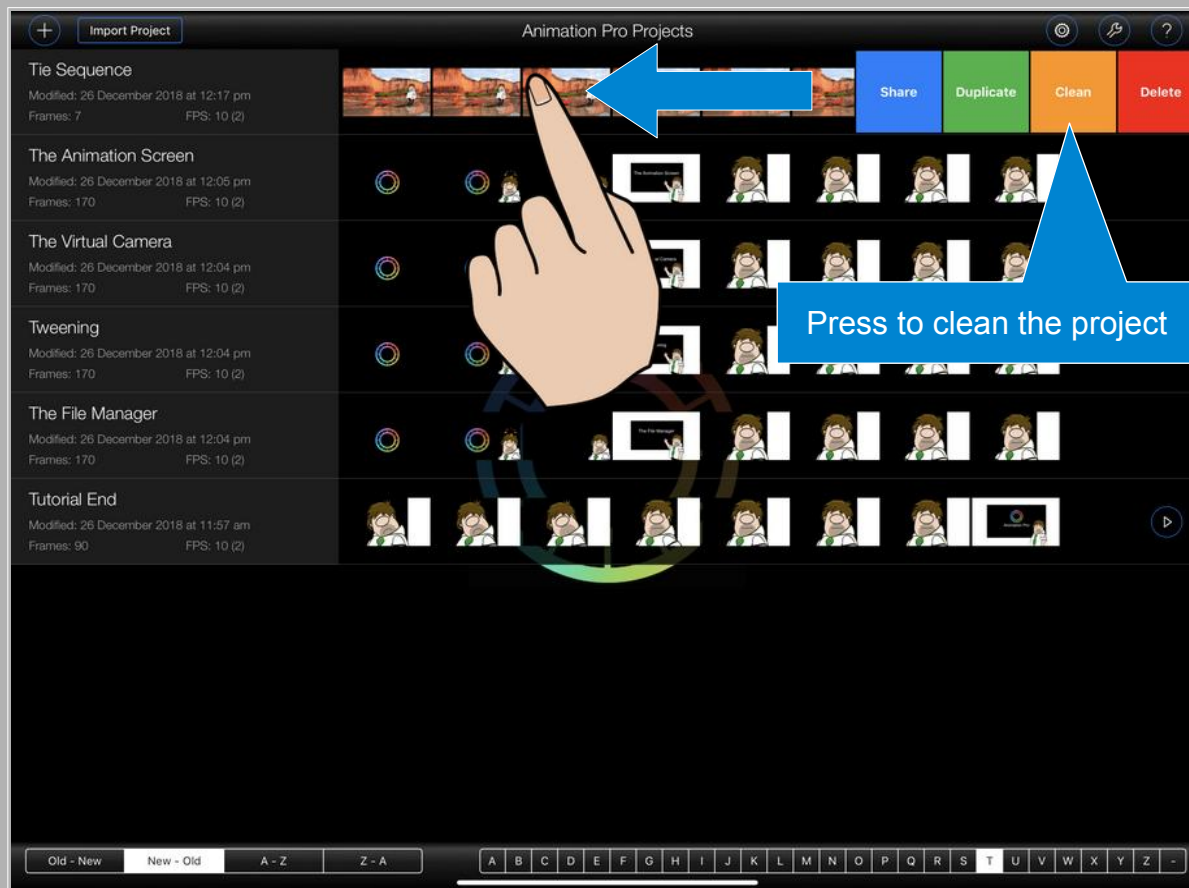 Import Project
Animation Pro Projects
?
Tie Sequence
Modified: 26 December 2018 at 12:17 pm
Frames: 7 FPS: 10 (2)
Share Duplicate Clean Delete
The Animation Screen
Modified: 26 December 2018 at 12:05 pm
Frames: 170 FPS: 10 (2)
The Animation Screen
The Virtual Camera
Modified: 26 December 2018 at 12:04 pm
Frames: 170 FPS: 10 (2)
Camera
Press to clean the project
Tweening
Modified: 26 December 2018 at 12:04 pm
Frames: 170 FPS: 10 (2)
The File Manager
Modified: 26 December 2018 at 12:04 pm
Frames: 170 FPS: 10 (2)
The File Manager
Tutorial End
Modified: 26 December 2018 at 11:57 am
Frames: 90 FPS: 10 (2)
Animation Pro
Old - New New - Old A - Z Z - A A B C D E F G H I J K L M N O P Q R S T U V W X Y Z -